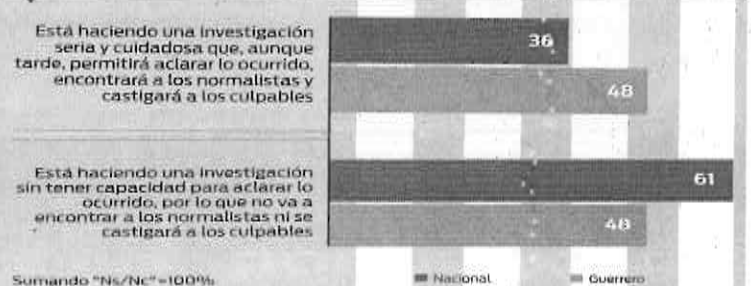 Está haciendo una investigación
seria y cuidadosa que, aunque
tarde, permitirá aclarar lo ocurrido,
encontrará a los normalistas y
castigará a los culpables
36
48
Está haciendo una investigación
sin tener capacidad para aclarar lo
ocurrido, por lo que no va a
encontrar a los normalistas ni se
castigará a los culpables
61
48
Sumando "Ns/Nc"=100%
Nacional Guerrero